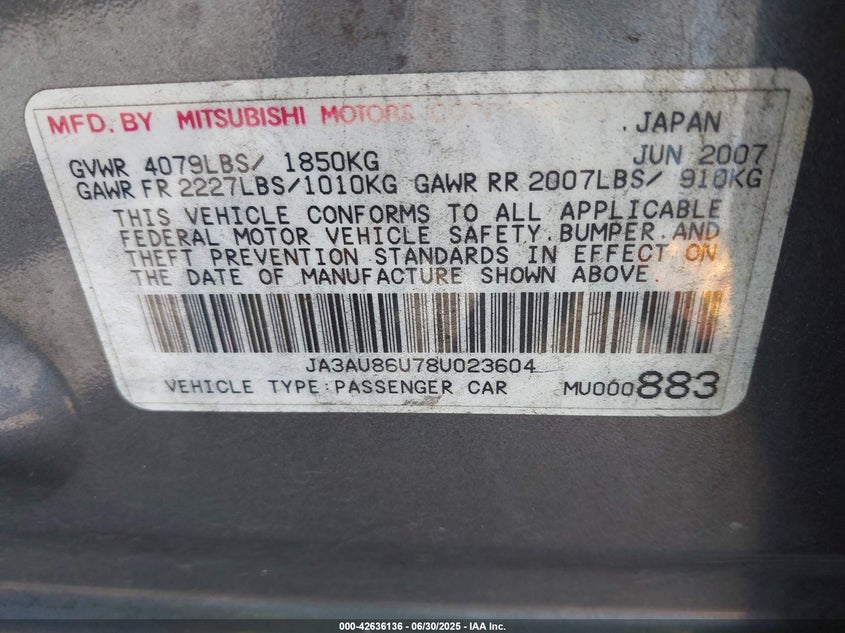 MFD. BY MITSUBISHI MOTORS
. JAPAN
GVWR 4079LBS/ 1850KG JUN 2007
GAWR FR 2227LBS/1010KG GAWR RR 2007LBS/ 910KG
THIS VEHICLE CONFORMS TO ALL APPLICABLE
FEDERAL MOTOR VEHICLE SAFETY.BUMPER.AND
THEFT PREVENTION STANDARDS IN EFFECT ON
THE DATE OF MANUFACTURE SHOWN ABOVE.
JA3AU86U78U023604
VEHICLE TYPE:PASSENGER CAR MU000883
000-42636136 - 06/30/2025 - IAA Inc.